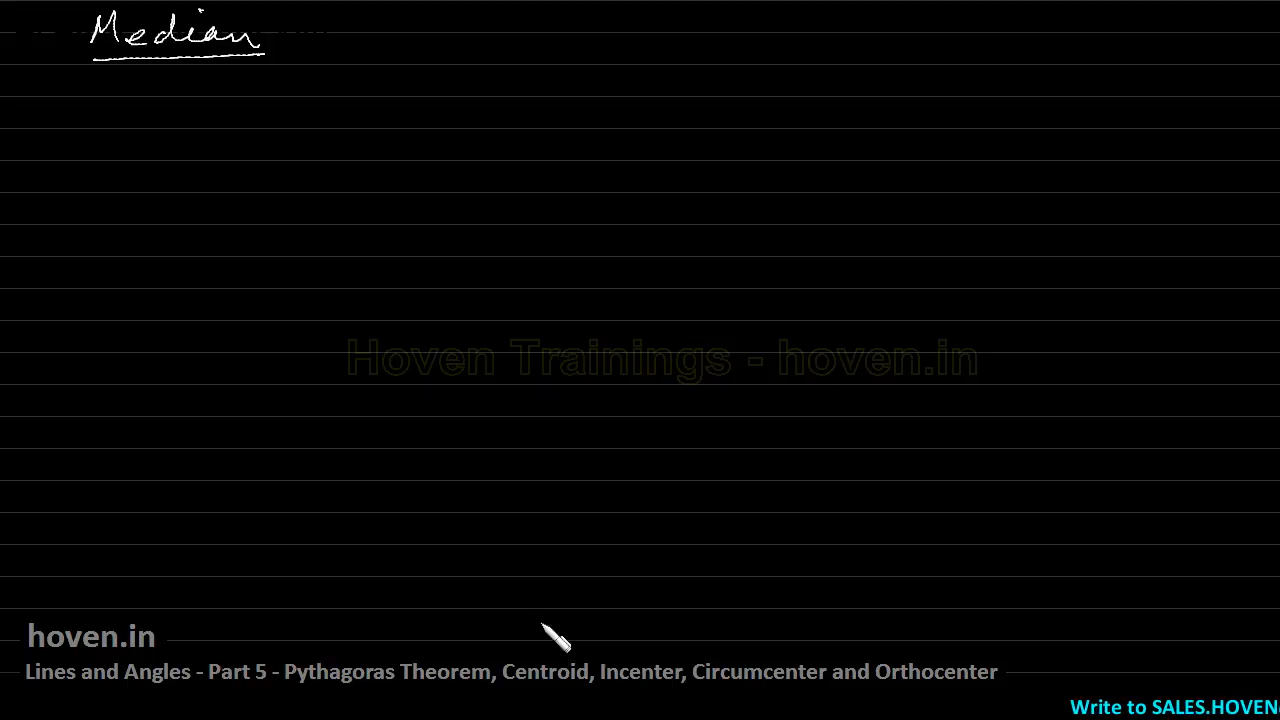 Median
Hoven Trainings - hoven.in
hoven.in
Lines and Angles - Part 5 - Pythagoras Theorem, Centroid, Incenter, Circumcenter and Orthocenter
Write to SALES.HOVEN